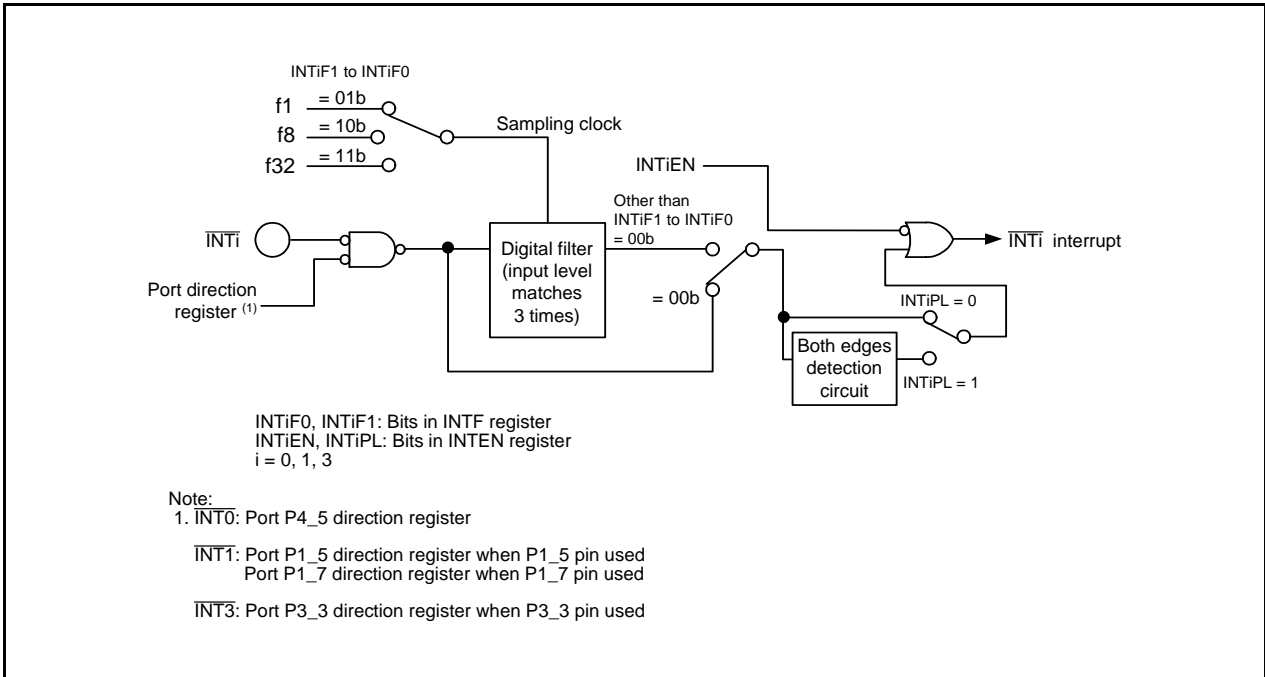 INTiF1 to INTiF0
f1 = 01b
f8 = 10b
f32 = 11b
Sampling clock
INTiEN
INTi
Port direction
register (1)
Digital filter
(input level
matches
3 times)
Other than
INTiF1 to INTiF0
= 00b
= 00b
INTi interrupt
INTiPL = 0
Both edges
detection
circuit
INTiPL = 1
INTiF0, INTiF1: Bits in INTF register
INTiEN, INTiPL: Bits in INTEN register
i = 0, 1, 3
Note:
1. INT0: Port P4_5 direction register
INT1: Port P1_5 direction register when P1_5 pin used
Port P1_7 direction register when P1_7 pin used
INT3: Port P3_3 direction register when P3_3 pin used